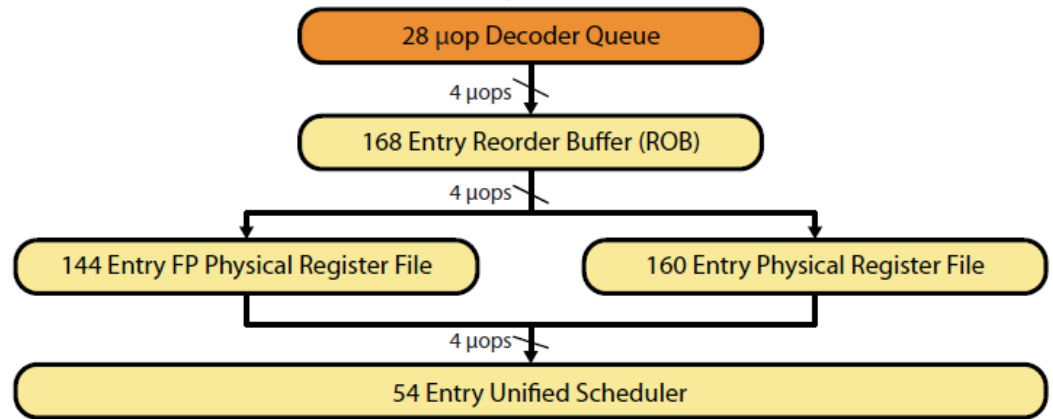 28 μop Decoder Queue
4 μops
168 Entry Reorder Buffer (ROB)
4 μops
144 Entry FP Physical Register File
160 Entry Physical Register File
4 μops
54 Entry Unified Scheduler